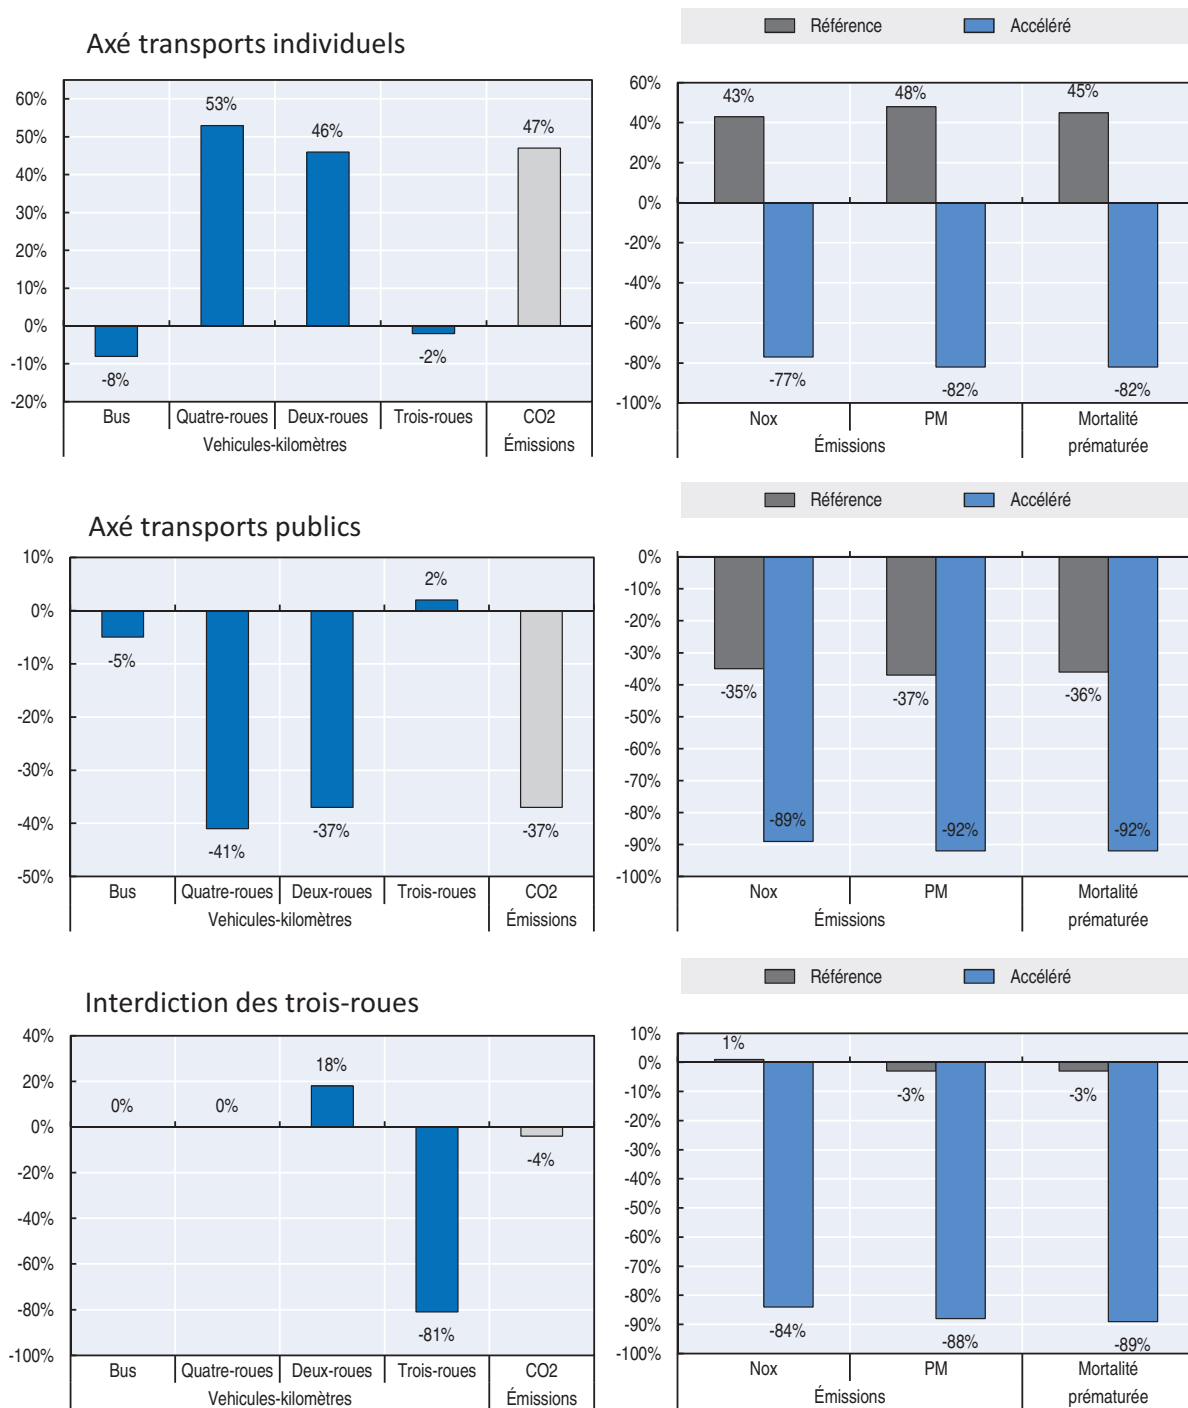 Axé transports individuels
60%
50%
40%
30%
20%
10%
0%
-10%
-20%
-8%
53%
46%
-2%
47%
Bus
Quatre-roues
Deux-roues
Trois-roues
CO2
Vehicules-kilomètres
Émissions
Référence
Accéléré
60%
40%
20%
0%
-20%
-40%
-60%
-80%
-100%
43%
48%
45%
-77%
-82%
-82%
Nox
PM
Mortalité
Émissions
prématurée
Axé transports publics
10%
0%
-10%
-20%
-30%
-40%
-50%
-5%
-41%
-37%
2%
-37%
Bus
Quatre-roues
Deux-roues
Trois-roues
CO2
Vehicules-kilomètres
Émissions
Référence
Accéléré
0%
-10%
-20%
-30%
-40%
-50%
-60%
-70%
-80%
-90%
-100%
-35%
-37%
-36%
-89%
-92%
-92%
Nox
PM
Mortalité
Émissions
prématurée
Interdiction des trois-roues
40%
20%
0%
-20%
-40%
-60%
-80%
-100%
0%
0%
18%
-81%
-4%
Bus
Quatre-roues
Deux-roues
Trois-roues
CO2
Vehicules-kilomètres
Émissions
Référence
Accéléré
10%
0%
-10%
-20%
-30%
-40%
-50%
-60%
-70%
-80%
-90%
-100%
1%
-3%
-3%
-84%
-88%
-89%
Nox
PM
Mortalité
Émissions
prématurée